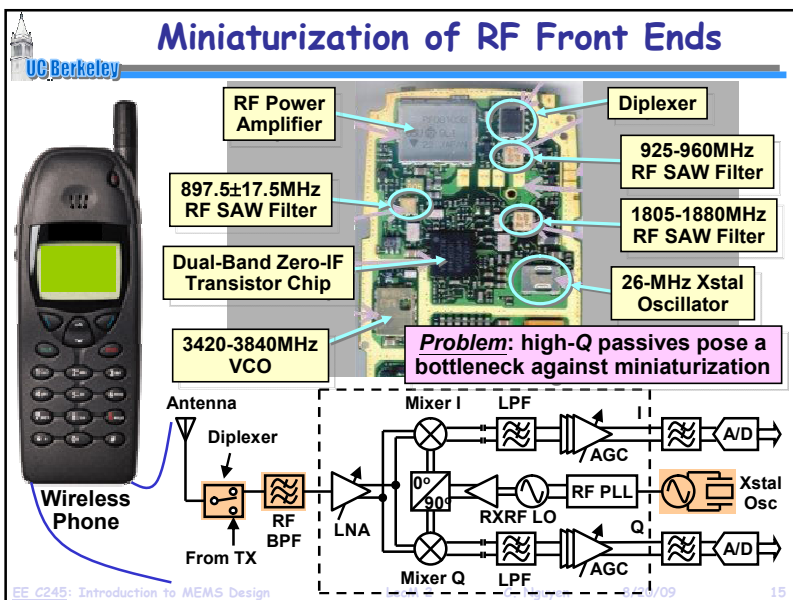 Miniaturization of RF Front Ends
UC Berkeley
RF Power
Amplifier
Diplexer
925-960MHz
RF SAW Filter
897.5±17.5MHz
RF SAW Filter
1805-1880MHz
RF SAW Filter
Dual-Band Zero-IF
Transistor Chip
26-MHz Xstal
Oscillator
3420-3840MHz
VCO
Problem: high-Q passives pose a
bottleneck against miniaturization
Antenna
Mixer I
LPF
I
A/D
Diplexer
AGC
0°
90°
RXRF LO
RF PLL
Xstal
Osc
Wireless
Phone
RF
BPF
LNA
From TX
Q
Mixer Q
LPF
AGC
A/D
EE C245: Introduction to MEMS Design
C. Nguyen
8/20/09
15